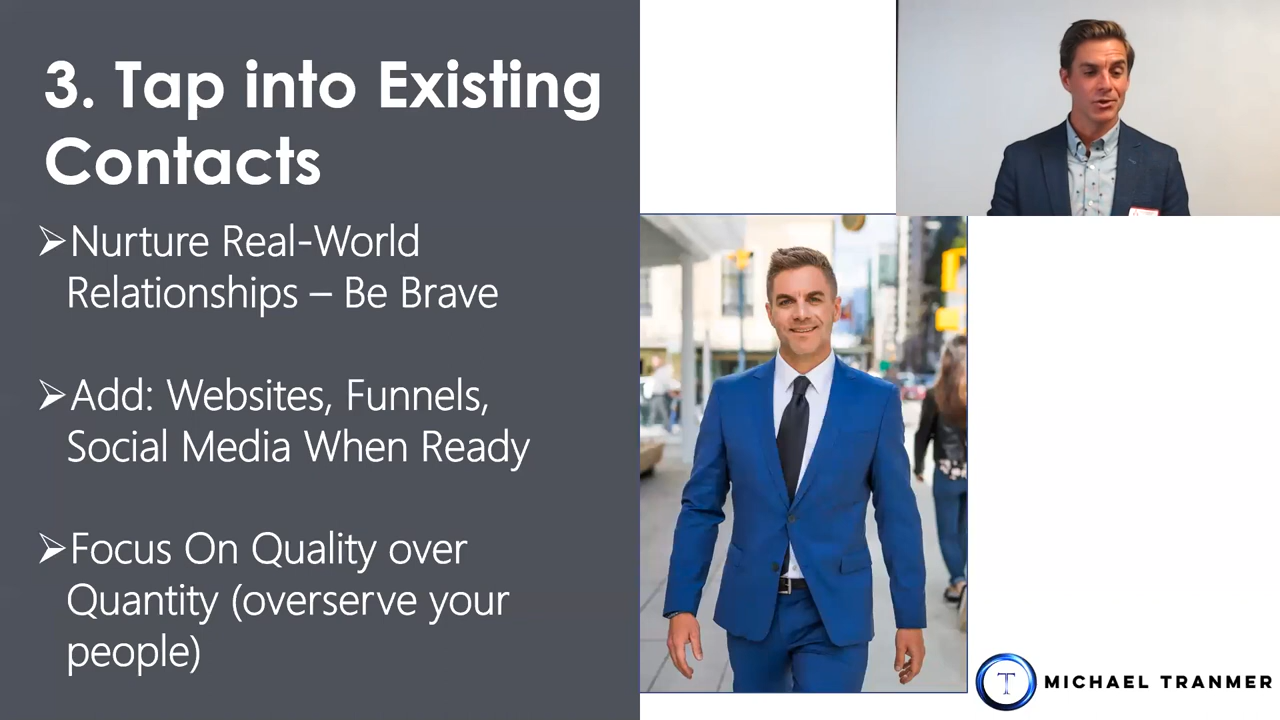 3. Tap into Existing
Contacts
➢Nurture Real-World
Relationships – Be Brave
➢Add: Websites, Funnels,
Social Media When Ready
➢Focus On Quality over
Quantity (overserve your
people)
T
MICHAEL TRANMER